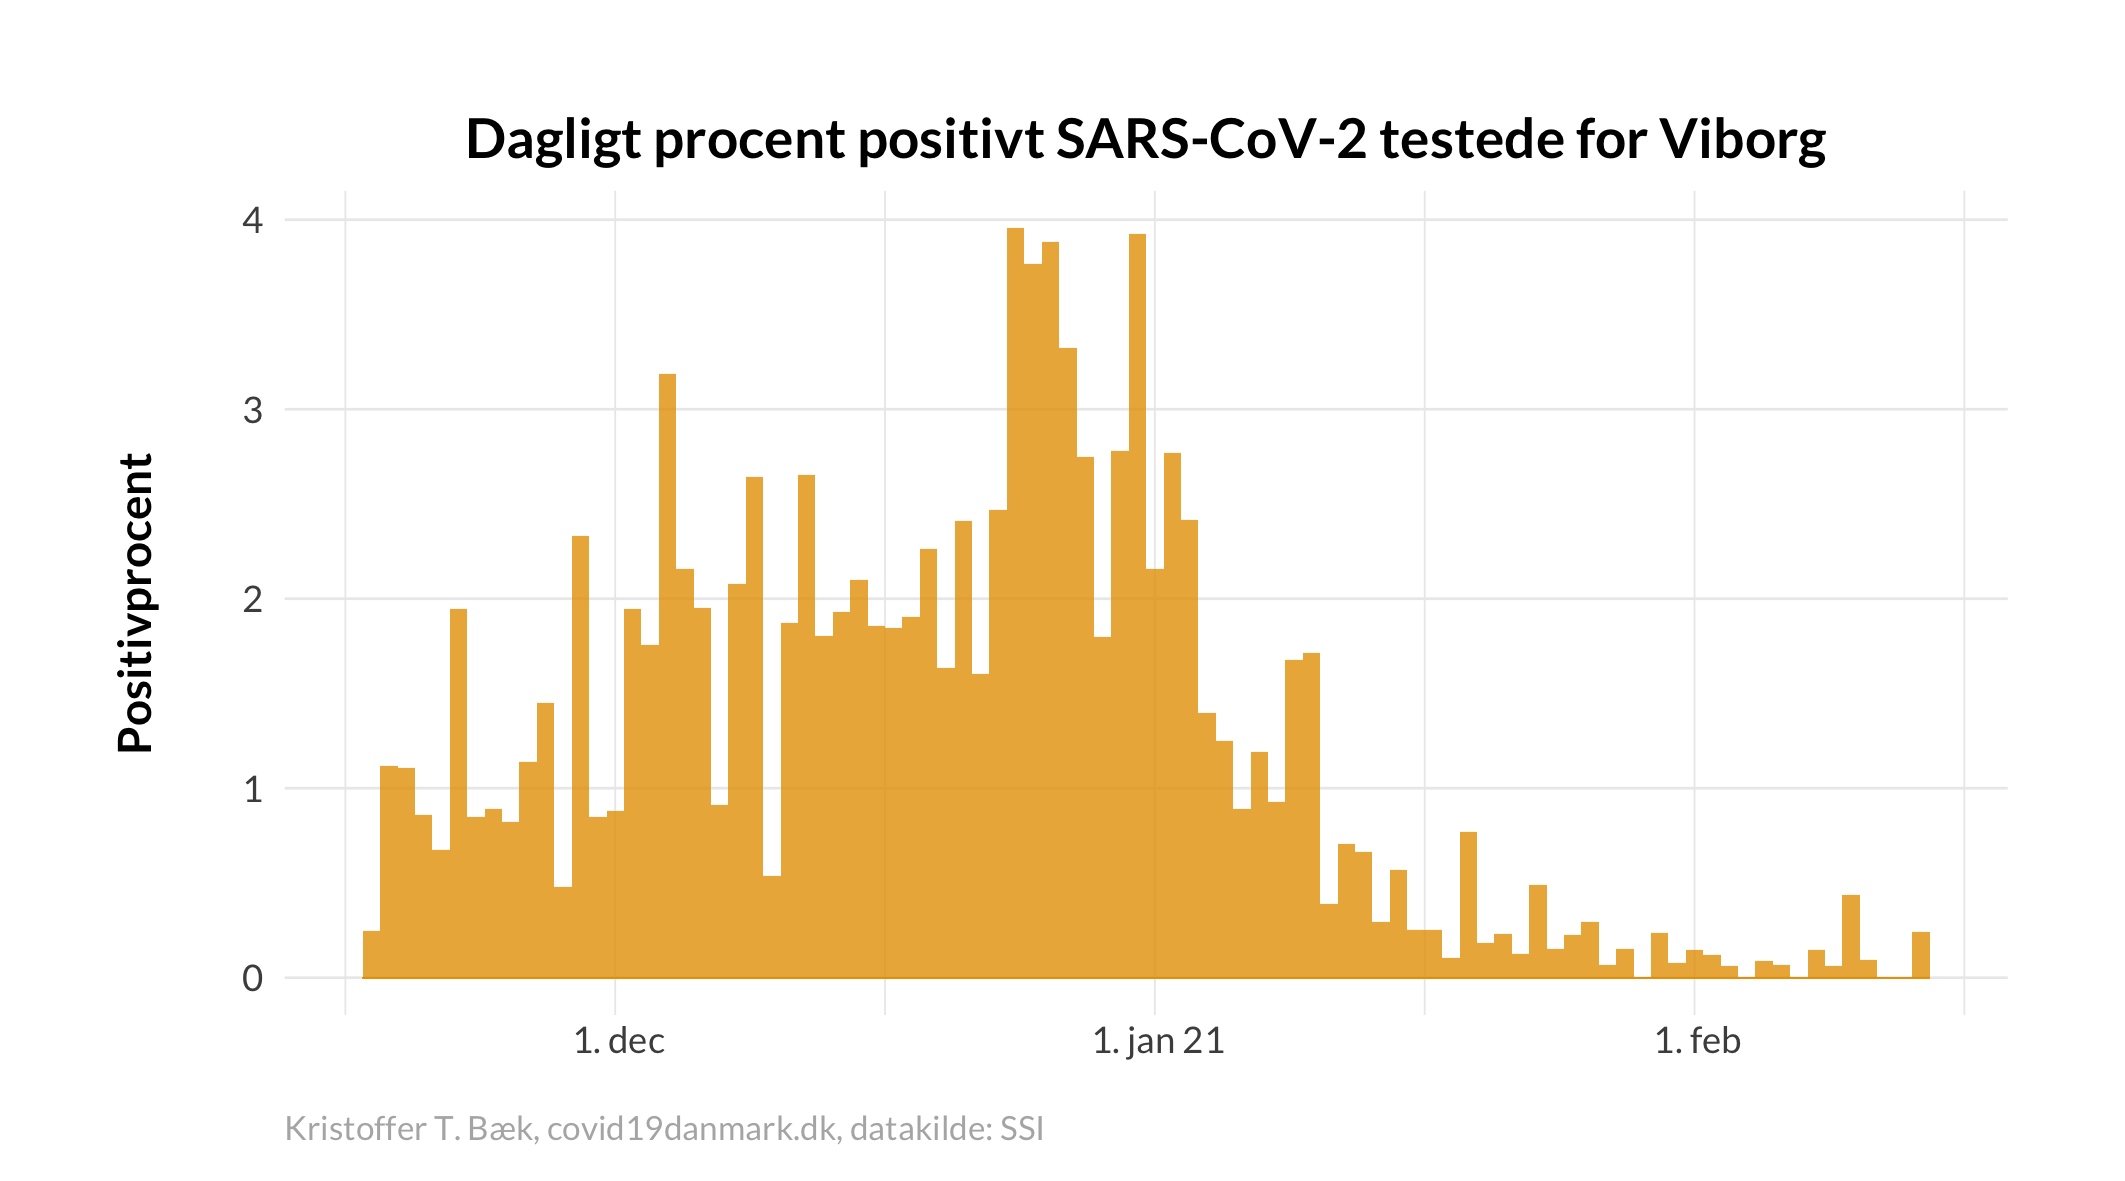 Dagligt procent positivt SARS-CoV-2 testede for Viborg
Positivprocent
4
3
2
1
0
1. dec
1. jan 21
1. feb
Kristoffer T. Bæk, covid19danmark.dk, datakilde: SSI